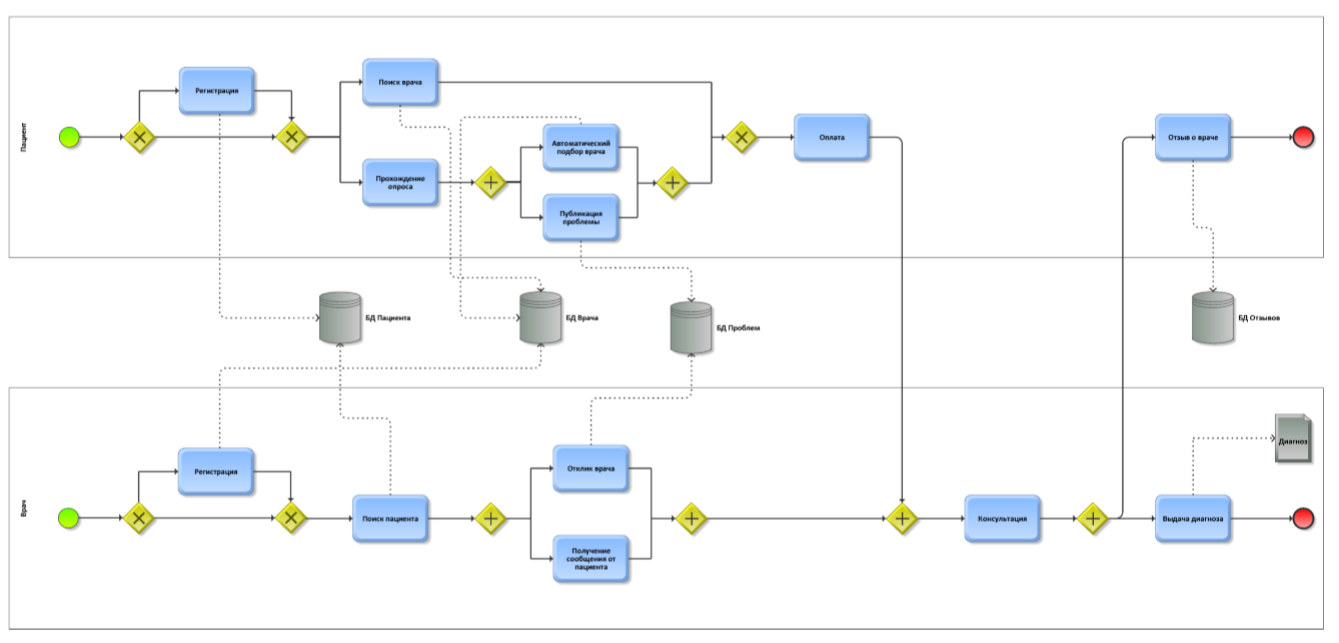 Пациент
Регистрация
Поиск врача
Прохождение
опроса
Автоматический
подбор врача
Публикация
проблемы
Оплата
Отзыв о враче
БД Пациента
БД Врача
БД Проблем
БД Отзывов
Врач
Регистрация
Поиск пациента
Отклик врача
Получение
сообщения от
пациента
Консультация
Выдача диагноза
Диагноз